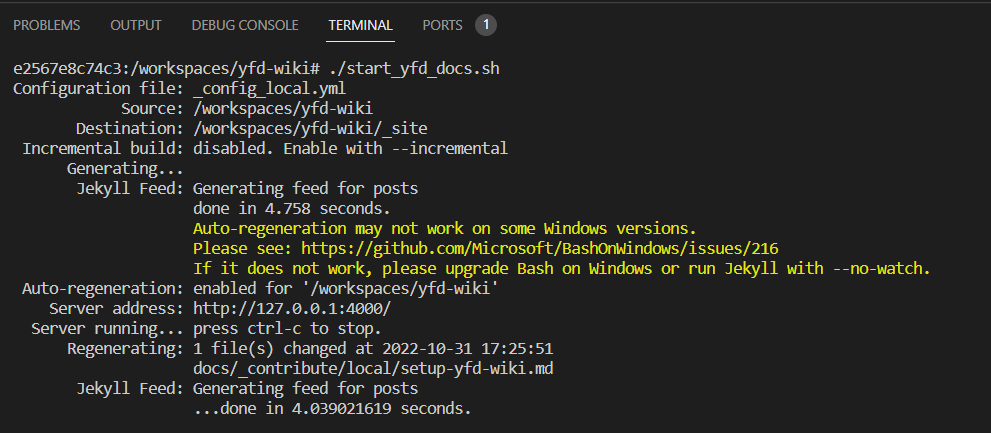 PROBLEMS OUTPUT DEBUG CONSOLE TERMINAL PORTS 1
e2567e8c74c3:/workspaces/yfd-wiki# ./start_yfd_docs.sh
Configuration file: _config_local.yml
Source: /workspaces/yfd-wiki
Destination: /workspaces/yfd-wiki/_site
Incremental build: disabled. Enable with --incremental
Generating...
Jekyll Feed: Generating feed for posts
done in 4.758 seconds.
Auto-regeneration may not work on some Windows versions.
Please see: https://github.com/Microsoft/BashOnWindows/issues/216
If it does not work, please upgrade Bash on Windows or run Jekyll with --no-watch.
Auto-regeneration: enabled for '/workspaces/yfd-wiki'
Server address: http://127.0.0.1:4000/
Server running... press ctrl-c to stop.
Regenerating: 1 file(s) changed at 2022-10-31 17:25:51
docs/_contribute/local/setup-yfd-wiki.md
Jekyll Feed: Generating feed for posts
...done in 4.039021619 seconds.